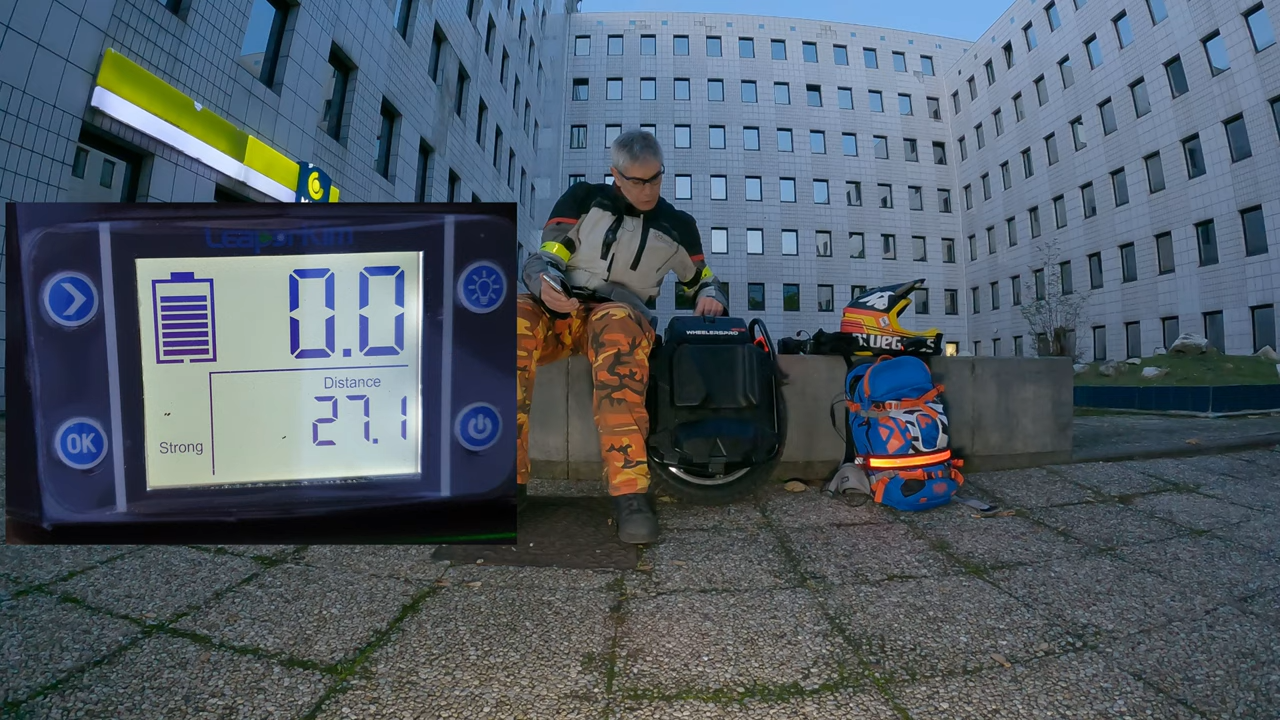 LeaperKim
0.0
Distance
27.1
Strong
OK
WHEELERSPRO